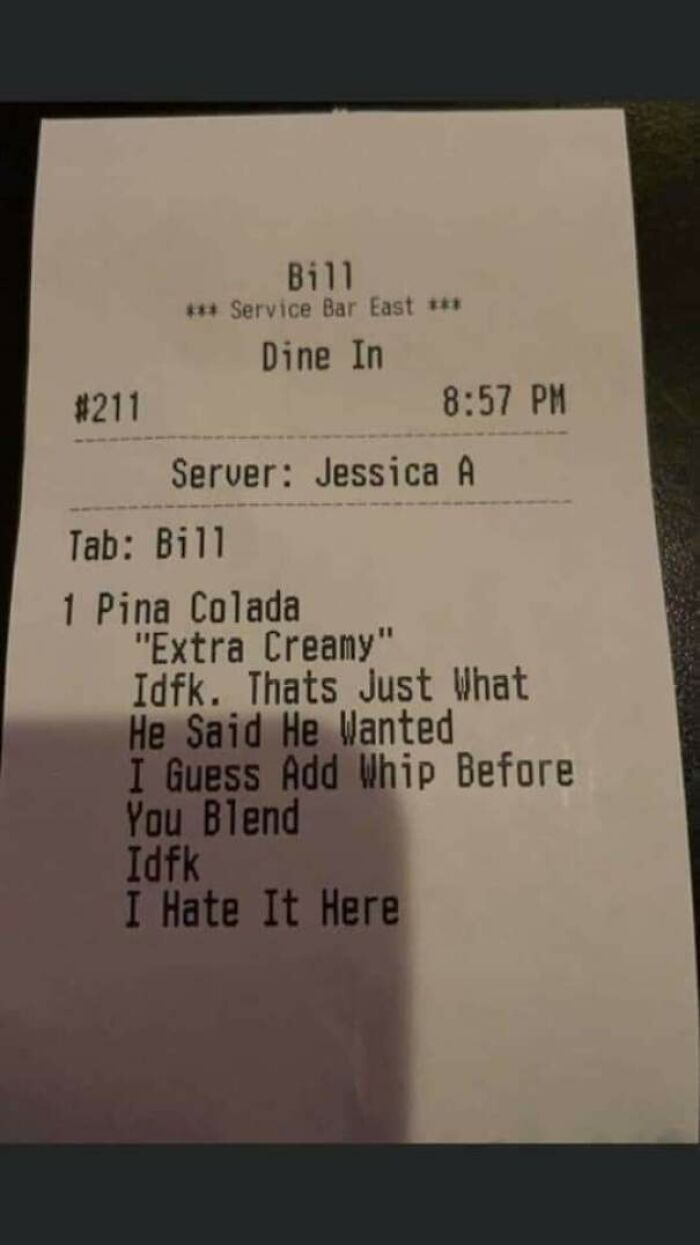 Bill
*** Service Bar East ***
Dine In
#211 8:57 PM
Server: Jessica A
Tab: Bill
1 Pina Colada
"Extra Creamy"
Idfk. Thats Just What
He Said He Wanted
I Guess Add Whip Before
You Blend
Idfk
I Hate It Here